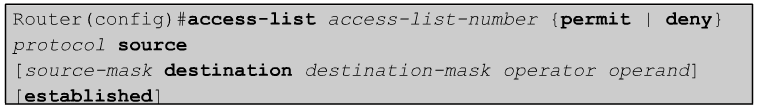 Router(config)#access-list access-list-number {permit | deny}
protocol source
[source-mask destination destination-mask operator operand]
[established]